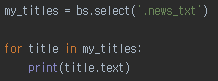 my_titles = bs.select('.news_txt')
for title in my_titles:
    print(title.text)